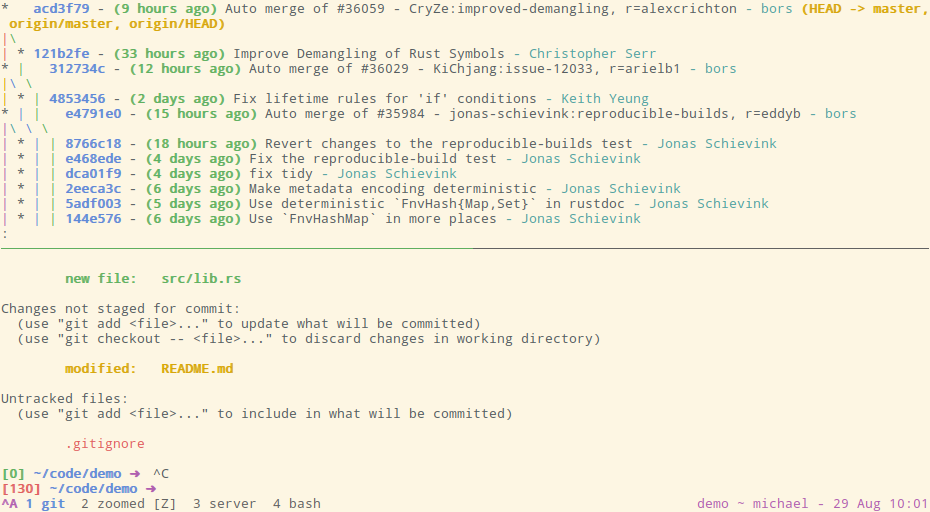 *   acd3f79 - (9 hours ago) Auto merge of #36059 - CryZe:improved-demangling, r=alexcrichton - bors (HEAD -> master,
 origin/master, origin/HEAD)
|\
| * 121b2fe - (33 hours ago) Improve Demangling of Rust Symbols - Christopher Serr
* |   312734c - (12 hours ago) Auto merge of #36029 - KiChjang:issue-12033, r=arielb1 - bors
|\ \
| * | 4853456 - (2 days ago) Fix lifetime rules for 'if' conditions - Keith Yeung
* | |   e4791e0 - (15 hours ago) Auto merge of #35984 - jonas-schievink:reproducible-builds, r=eddyb - bors
|\ \ \
| * | | 8766c18 - (18 hours ago) Revert changes to the reproducible-builds test - Jonas Schievink
| * | | e468ede - (4 days ago) Fix the reproducible-build test - Jonas Schievink
| * | | dca01f9 - (4 days ago) fix tidy - Jonas Schievink
| * | | 2eeca3c - (6 days ago) Make metadata encoding deterministic - Jonas Schievink
| * | | 5adf003 - (5 days ago) Use deterministic `FnvHash{Map,Set}` in rustdoc - Jonas Schievink
| * | | 144e576 - (6 days ago) Use `FnvHashMap` in more places - Jonas Schievink
:
        new file:   src/lib.rs
Changes not staged for commit:
  (use "git add <file>..." to update what will be committed)
  (use "git checkout -- <file>..." to discard changes in working directory)
        modified:   README.md
Untracked files:
  (use "git add <file>..." to include in what will be committed)
        .gitignore
[0] ~/code/demo ➜  ^C
[130] ~/code/demo ➜
^A 1 git  2 zoomed [Z]  3 server  4 bash demo ~ michael - 29 Aug 10:01